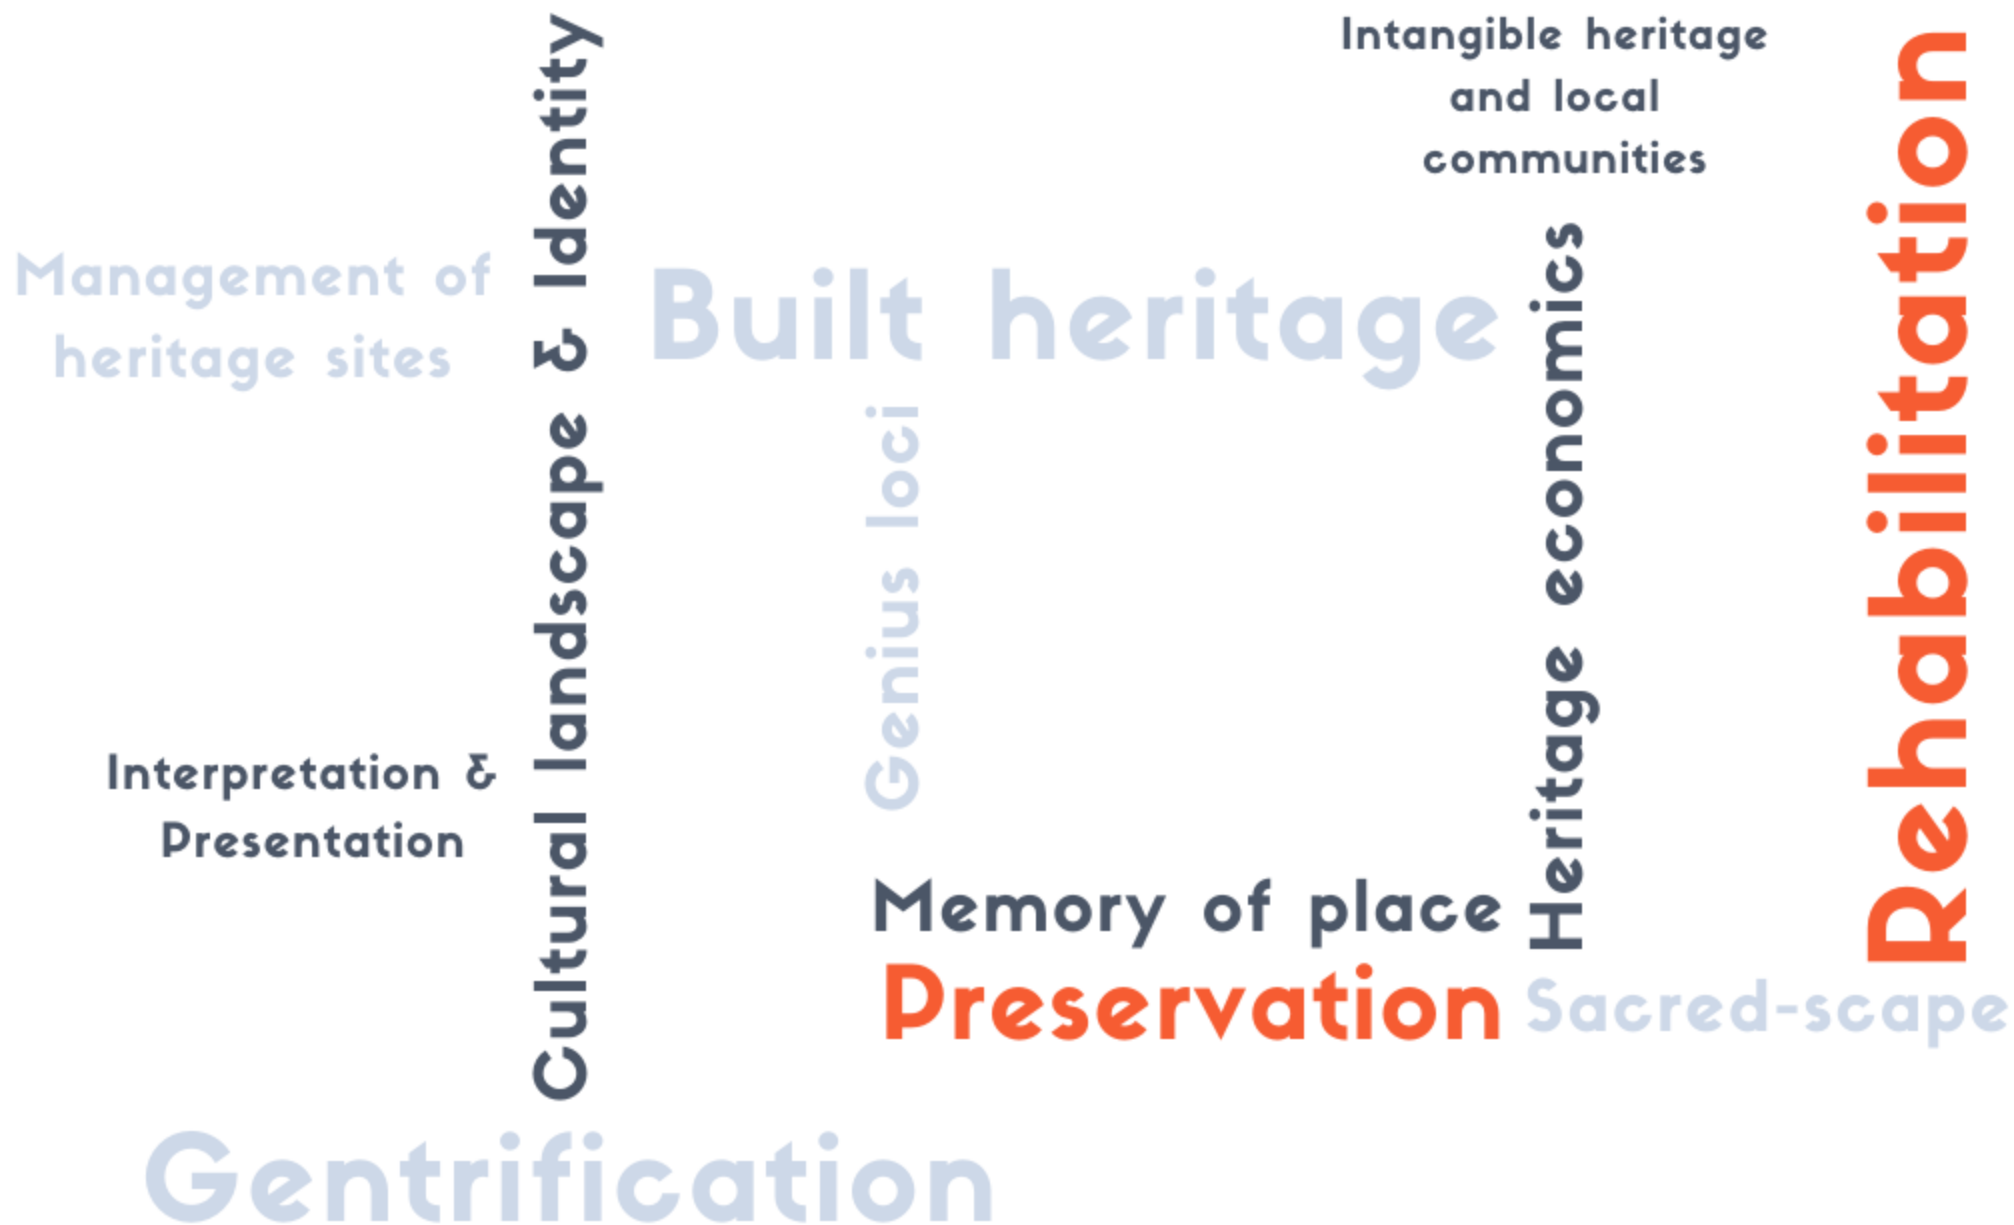 Intangible heritage
and local
communities
Management of
heritage sites
Cultural landscape & Identity
Built heritage
Genius loci
Heritage economics
Rehabilitation
Interpretation &
Presentation
Memory of place
Preservation
Sacred-scape
Gentrification